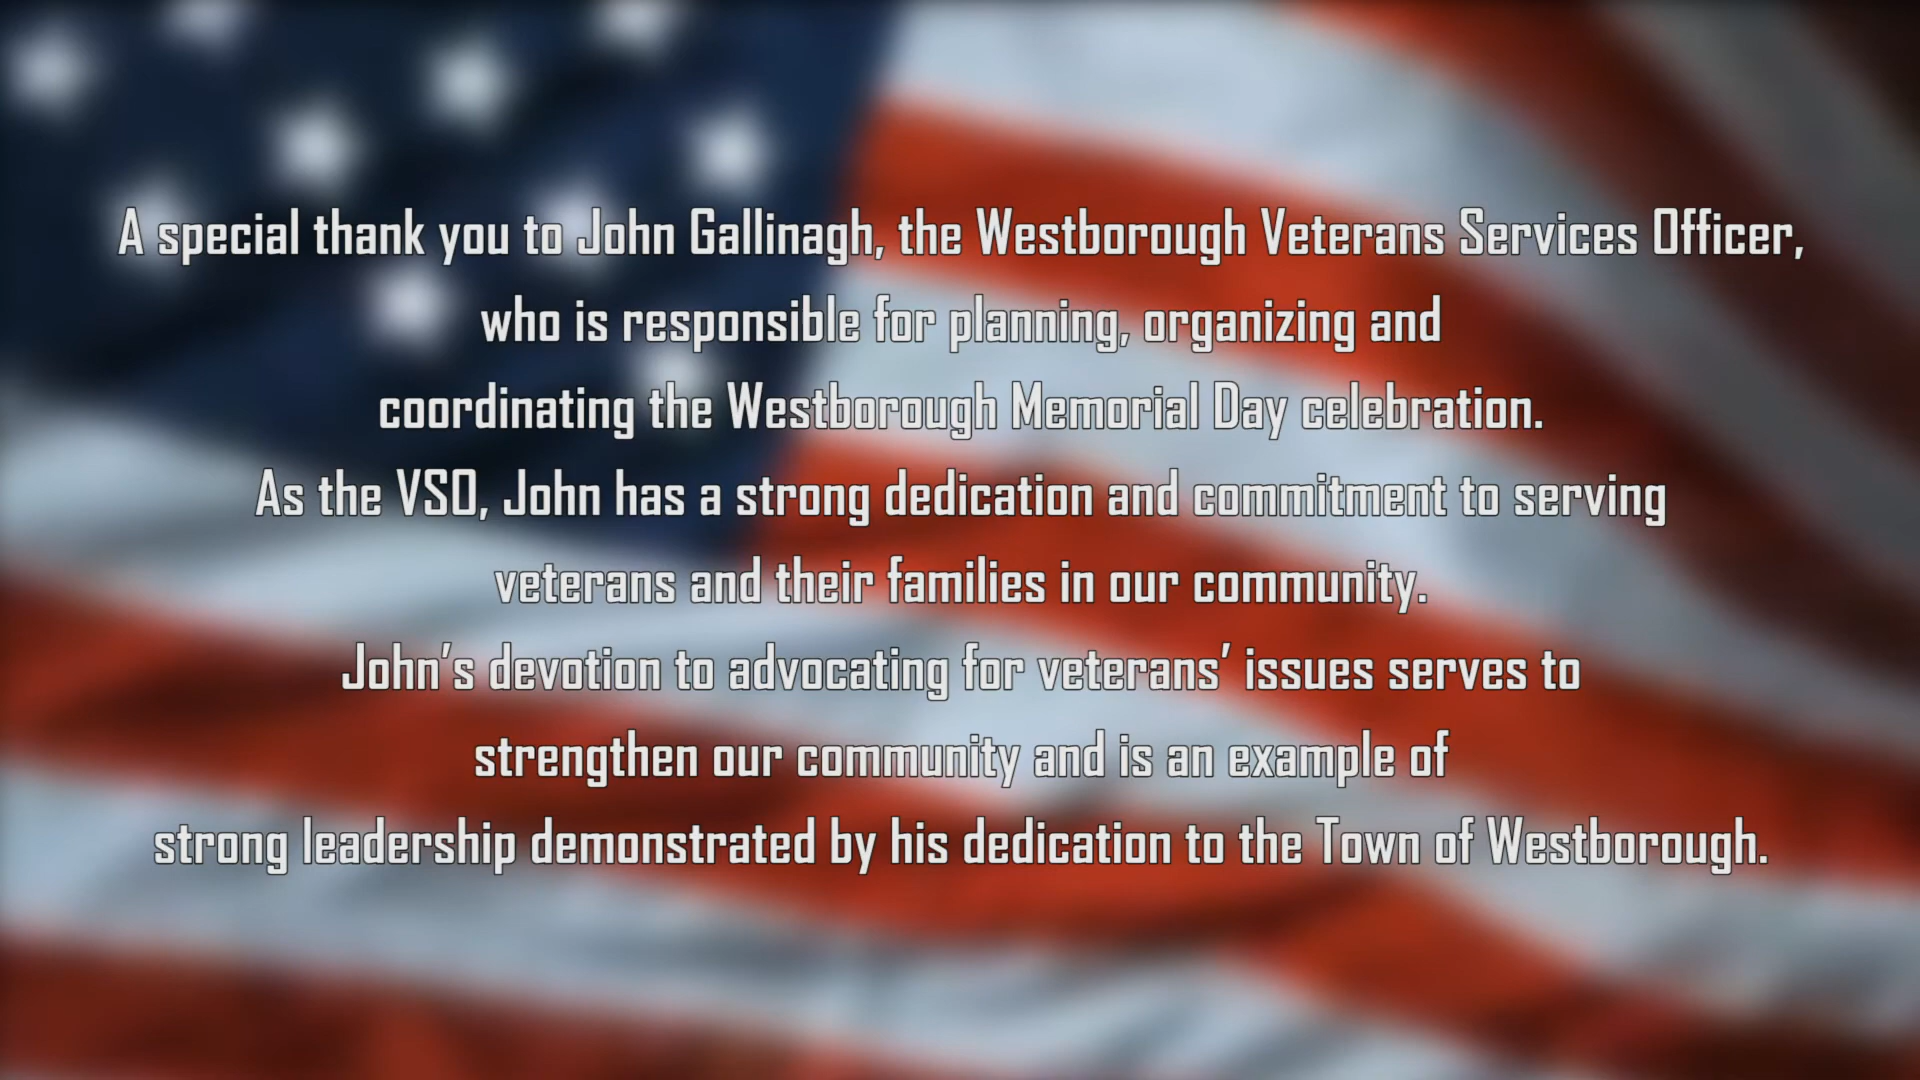 A special thank you to John Gallinagh, the Westborough Veterans Services Officer,
who is responsible for planning, organizing and
coordinating the Westborough Memorial Day celebration.
As the VSO, John has a strong dedication and commitment to serving
veterans and their families in our community.
John’s devotion to advocating for veterans’ issues serves to
strengthen our community and is an example of
strong leadership demonstrated by his dedication to the Town of Westborough.